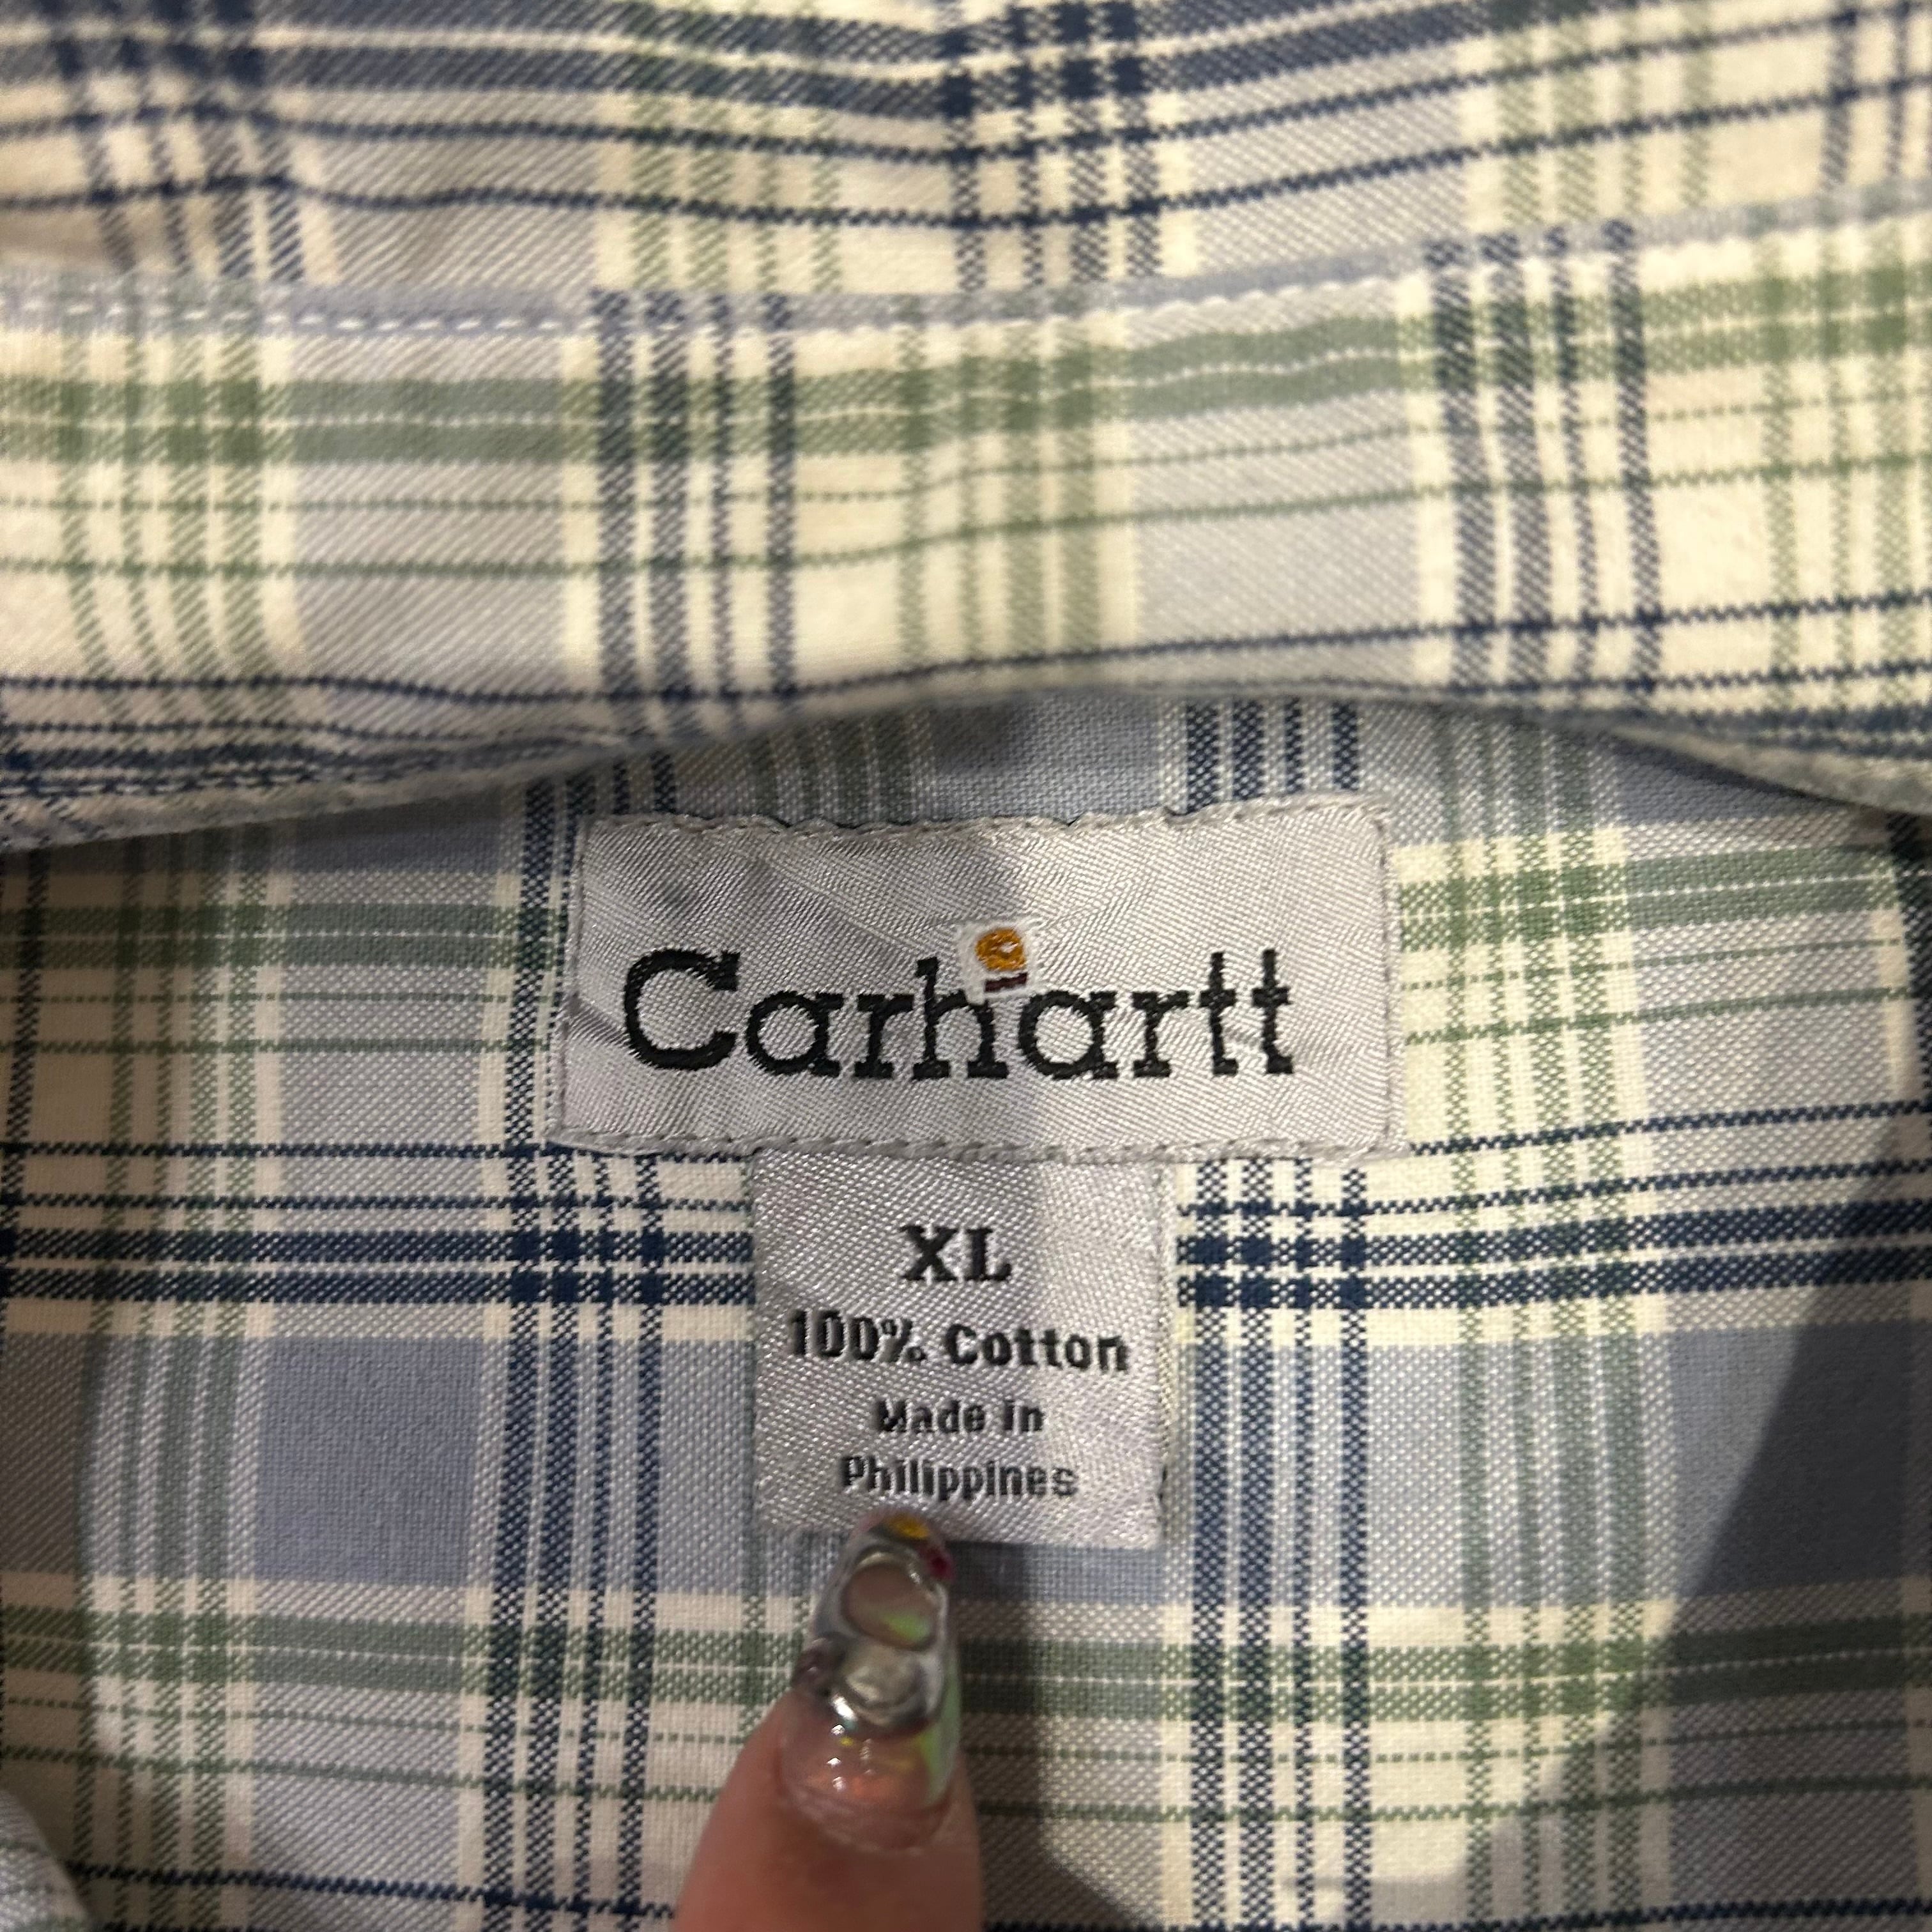 Carhartt
XL
100% Cotton
Made in
Philippines